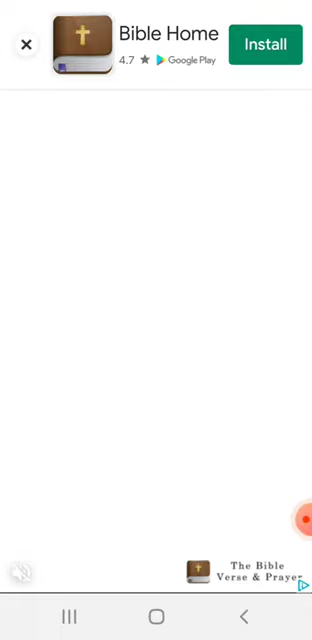 Bible Home
4.7 ★ Google Play
Install
The Bible
Verse & Prayer